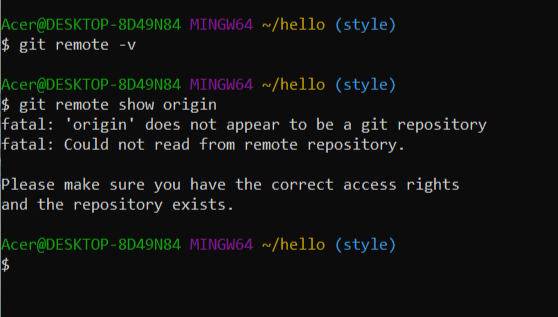 Acer@DESKTOP-8D49N84 MINGW64 ~/hello (style)
$ git remote -v
Acer@DESKTOP-8D49N84 MINGW64 ~/hello (style)
$ git remote show origin
fatal: 'origin' does not appear to be a git repository
fatal: Could not read from remote repository.
Please make sure you have the correct access rights
and the repository exists.
Acer@DESKTOP-8D49N84 MINGW64 ~/hello (style)
$